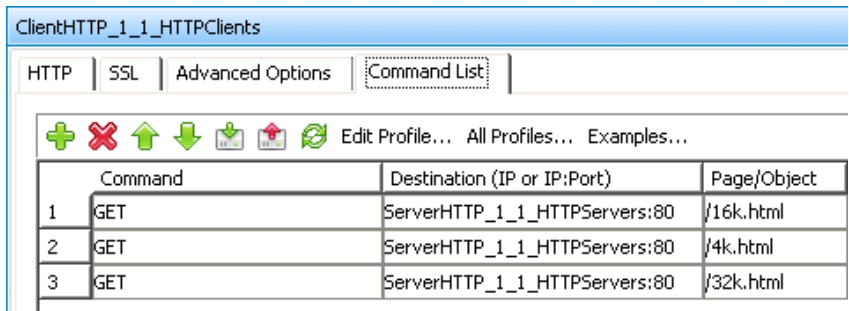 ClientHTTP_1_1_HTTPClients
HTTP SSL Advanced Options Command List
Edit Profile... All Profiles... Examples...
Command Destination (IP or IP:Port) Page/Object
1 GET ServerHTTP_1_1_HTTPServers:80 /16k.html
2 GET ServerHTTP_1_1_HTTPServers:80 /4k.html
3 GET ServerHTTP_1_1_HTTPServers:80 /32k.html